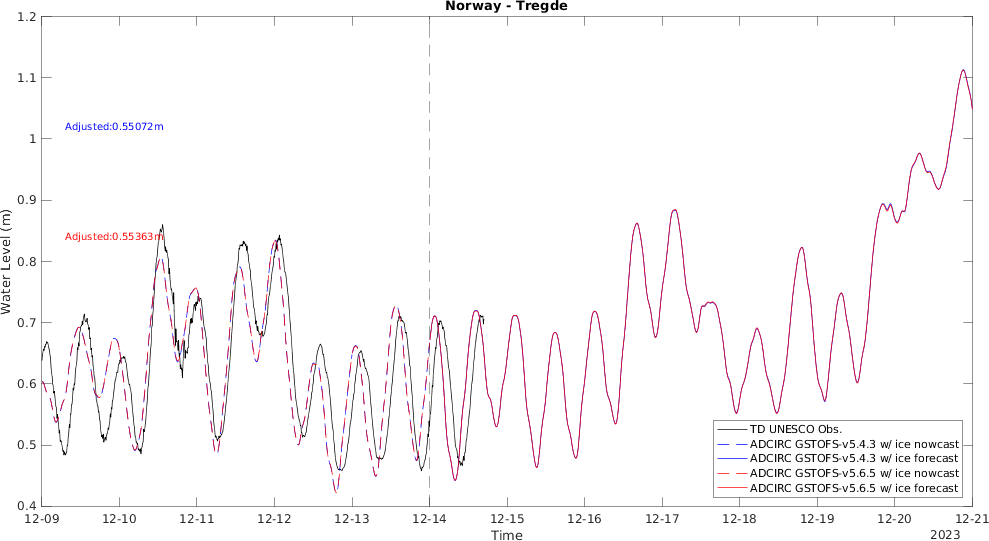 Norway - Tregde
1.2
1.1
1
0.9
0.8
0.7
0.6
0.5
0.4
Water Level (m)
Adjusted:0.55072m
Adjusted:0.55363m
TD UNESCO Obs.
ADCIRC GSTOFS-v5.4.3 w/ ice nowcast
ADCIRC GSTOFS-v5.4.3 w/ ice forecast
ADCIRC GSTOFS-v5.6.5 w/ ice nowcast
ADCIRC GSTOFS-v5.6.5 w/ ice forecast
12-09 12-10 12-11 12-12 12-13 12-14 12-15 12-16 12-17 12-18 12-19 12-20 12-21
Time
2023